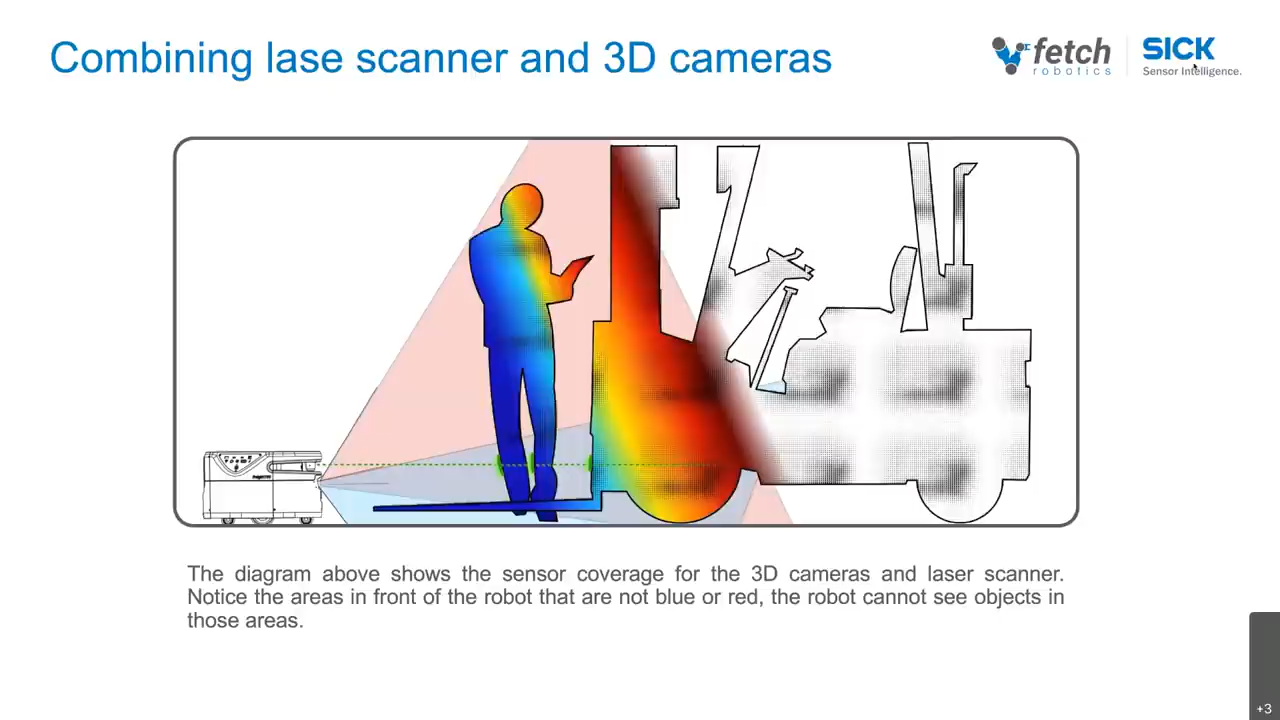 Combining lase scanner and 3D cameras
fetch
robotics
SICK
Sensor Intelligence.
The diagram above shows the sensor coverage for the 3D cameras and laser scanner.
Notice the areas in front of the robot that are not blue or red, the robot cannot see objects in
those areas.
+3